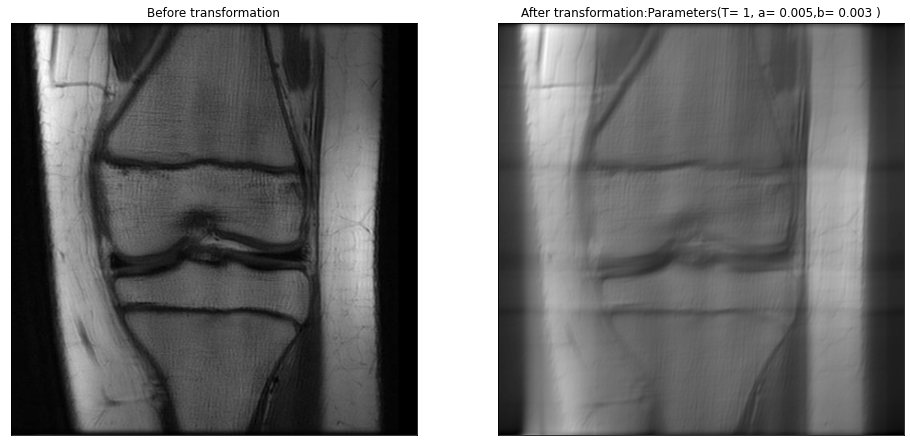 Before transformation
After transformation:Parameters(T= 1, a= 0.005,b= 0.003 )